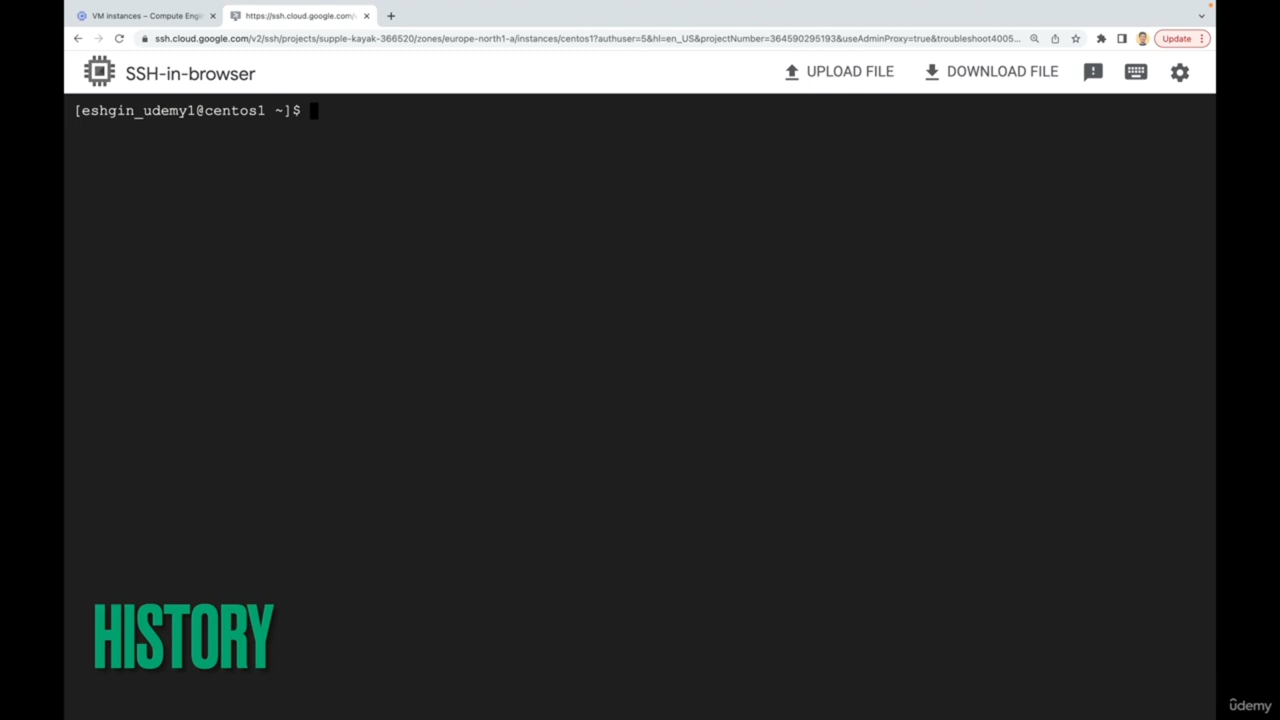 VM instances – Compute Engi
https://ssh.cloud.google.com/v
ssh.cloud.google.com/v2/ssh/projects/supple-kayak-366520/zones/europe-north1-a/instances/centos1?authuser=5&hl=en_US&projectNumber=364590295193&useAdminProxy=true&troubleshoot4005...
Update
SSH-in-browser
UPLOAD FILE
DOWNLOAD FILE
[eshgin_udemy1@centos1 ~]$
HISTORY
ûdemy